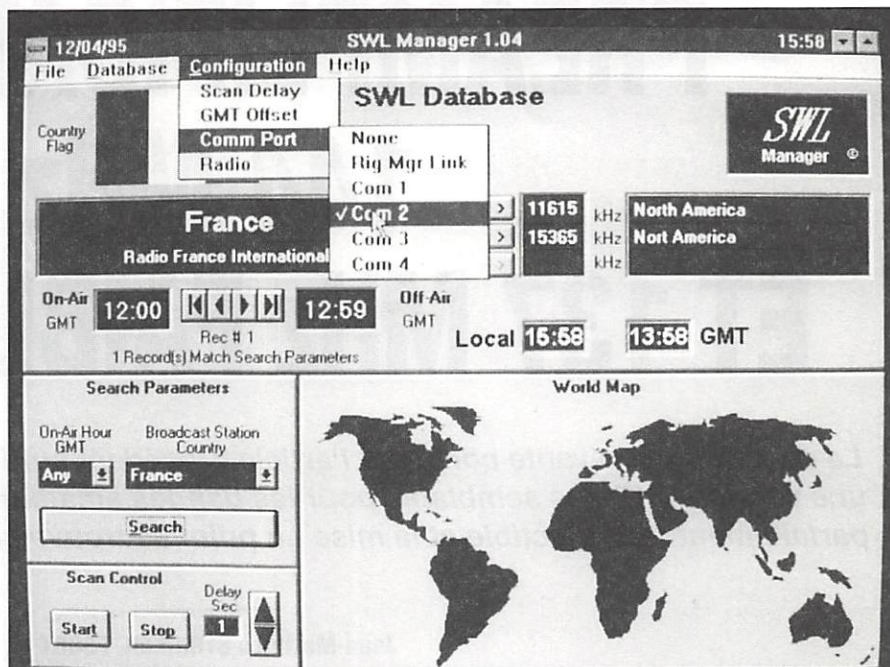 12/04/95 SWL Manager 1.04 15:58
File Database Configuration Help
Scan Delay
GMT Offset
Comm Port
Radio
None
Rig Mgr Link
Com 1
✓ Com 2
Com 3
Com 4
SWL Database
Country
Flag
SWL
Manager ©
France
Radio France International
> 11615 kHz North America
> 15365 kHz Nort America
> kHz
On-Air
GMT
12:00
12:59
Off-Air
GMT
Rec # 1
1 Record(s) Match Search Parameters
Local 15:58 13:58 GMT
Search Parameters
On-Air Hour
GMT
Broadcast Station
Country
Any France
Search
Scan Control
Start Stop
Delay
Sec
1
World Map